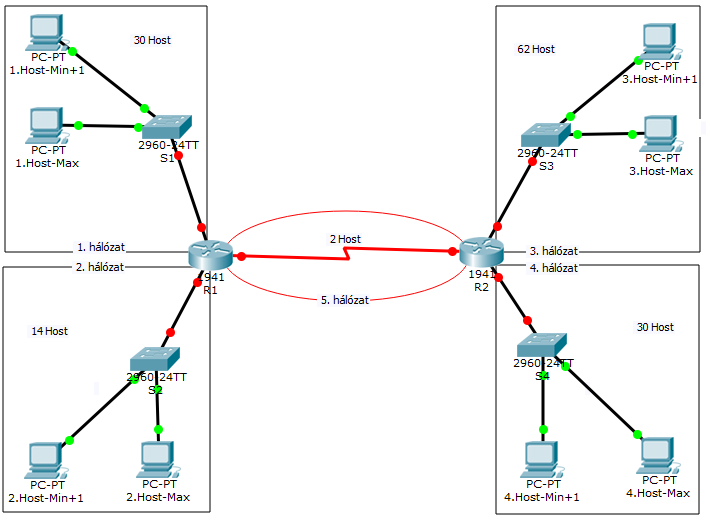 30 Host
PC-PT
1.Host-Min+1
PC-PT
1.Host-Max
2960-24TT
S1
1. hálózat
62 Host
PC-PT
3.Host-Min+1
PC-PT
3.Host-Max
2960-24TT
S3
3. hálózat
2 Host
1941
R1
1941
R2
5. hálózat
2. hálózat
14 Host
2960-24TT
S2
PC-PT
2.Host-Min+1
PC-PT
2.Host-Max
4. hálózat
30 Host
2960-24TT
S4
PC-PT
4.Host-Min+1
PC-PT
4.Host-Max